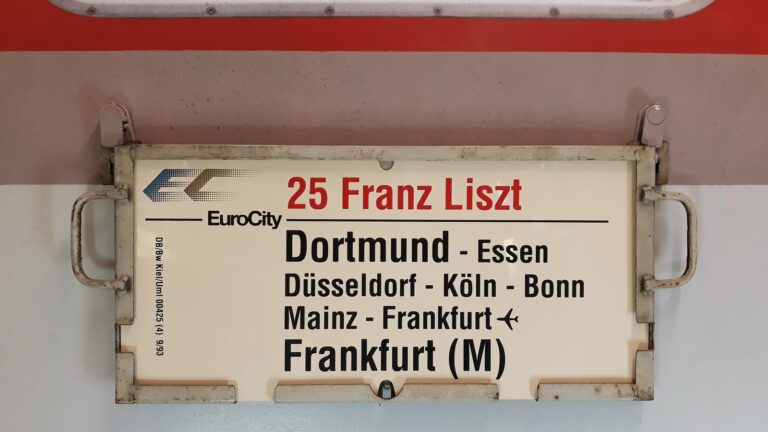 EC
25 Franz Liszt
EuroCity
Dortmund - Essen
Düsseldorf - Köln - Bonn
Mainz - Frankfurt ✈
Frankfurt (M)
DB/Bw Kiel/Uml 00425 (4) 9/93